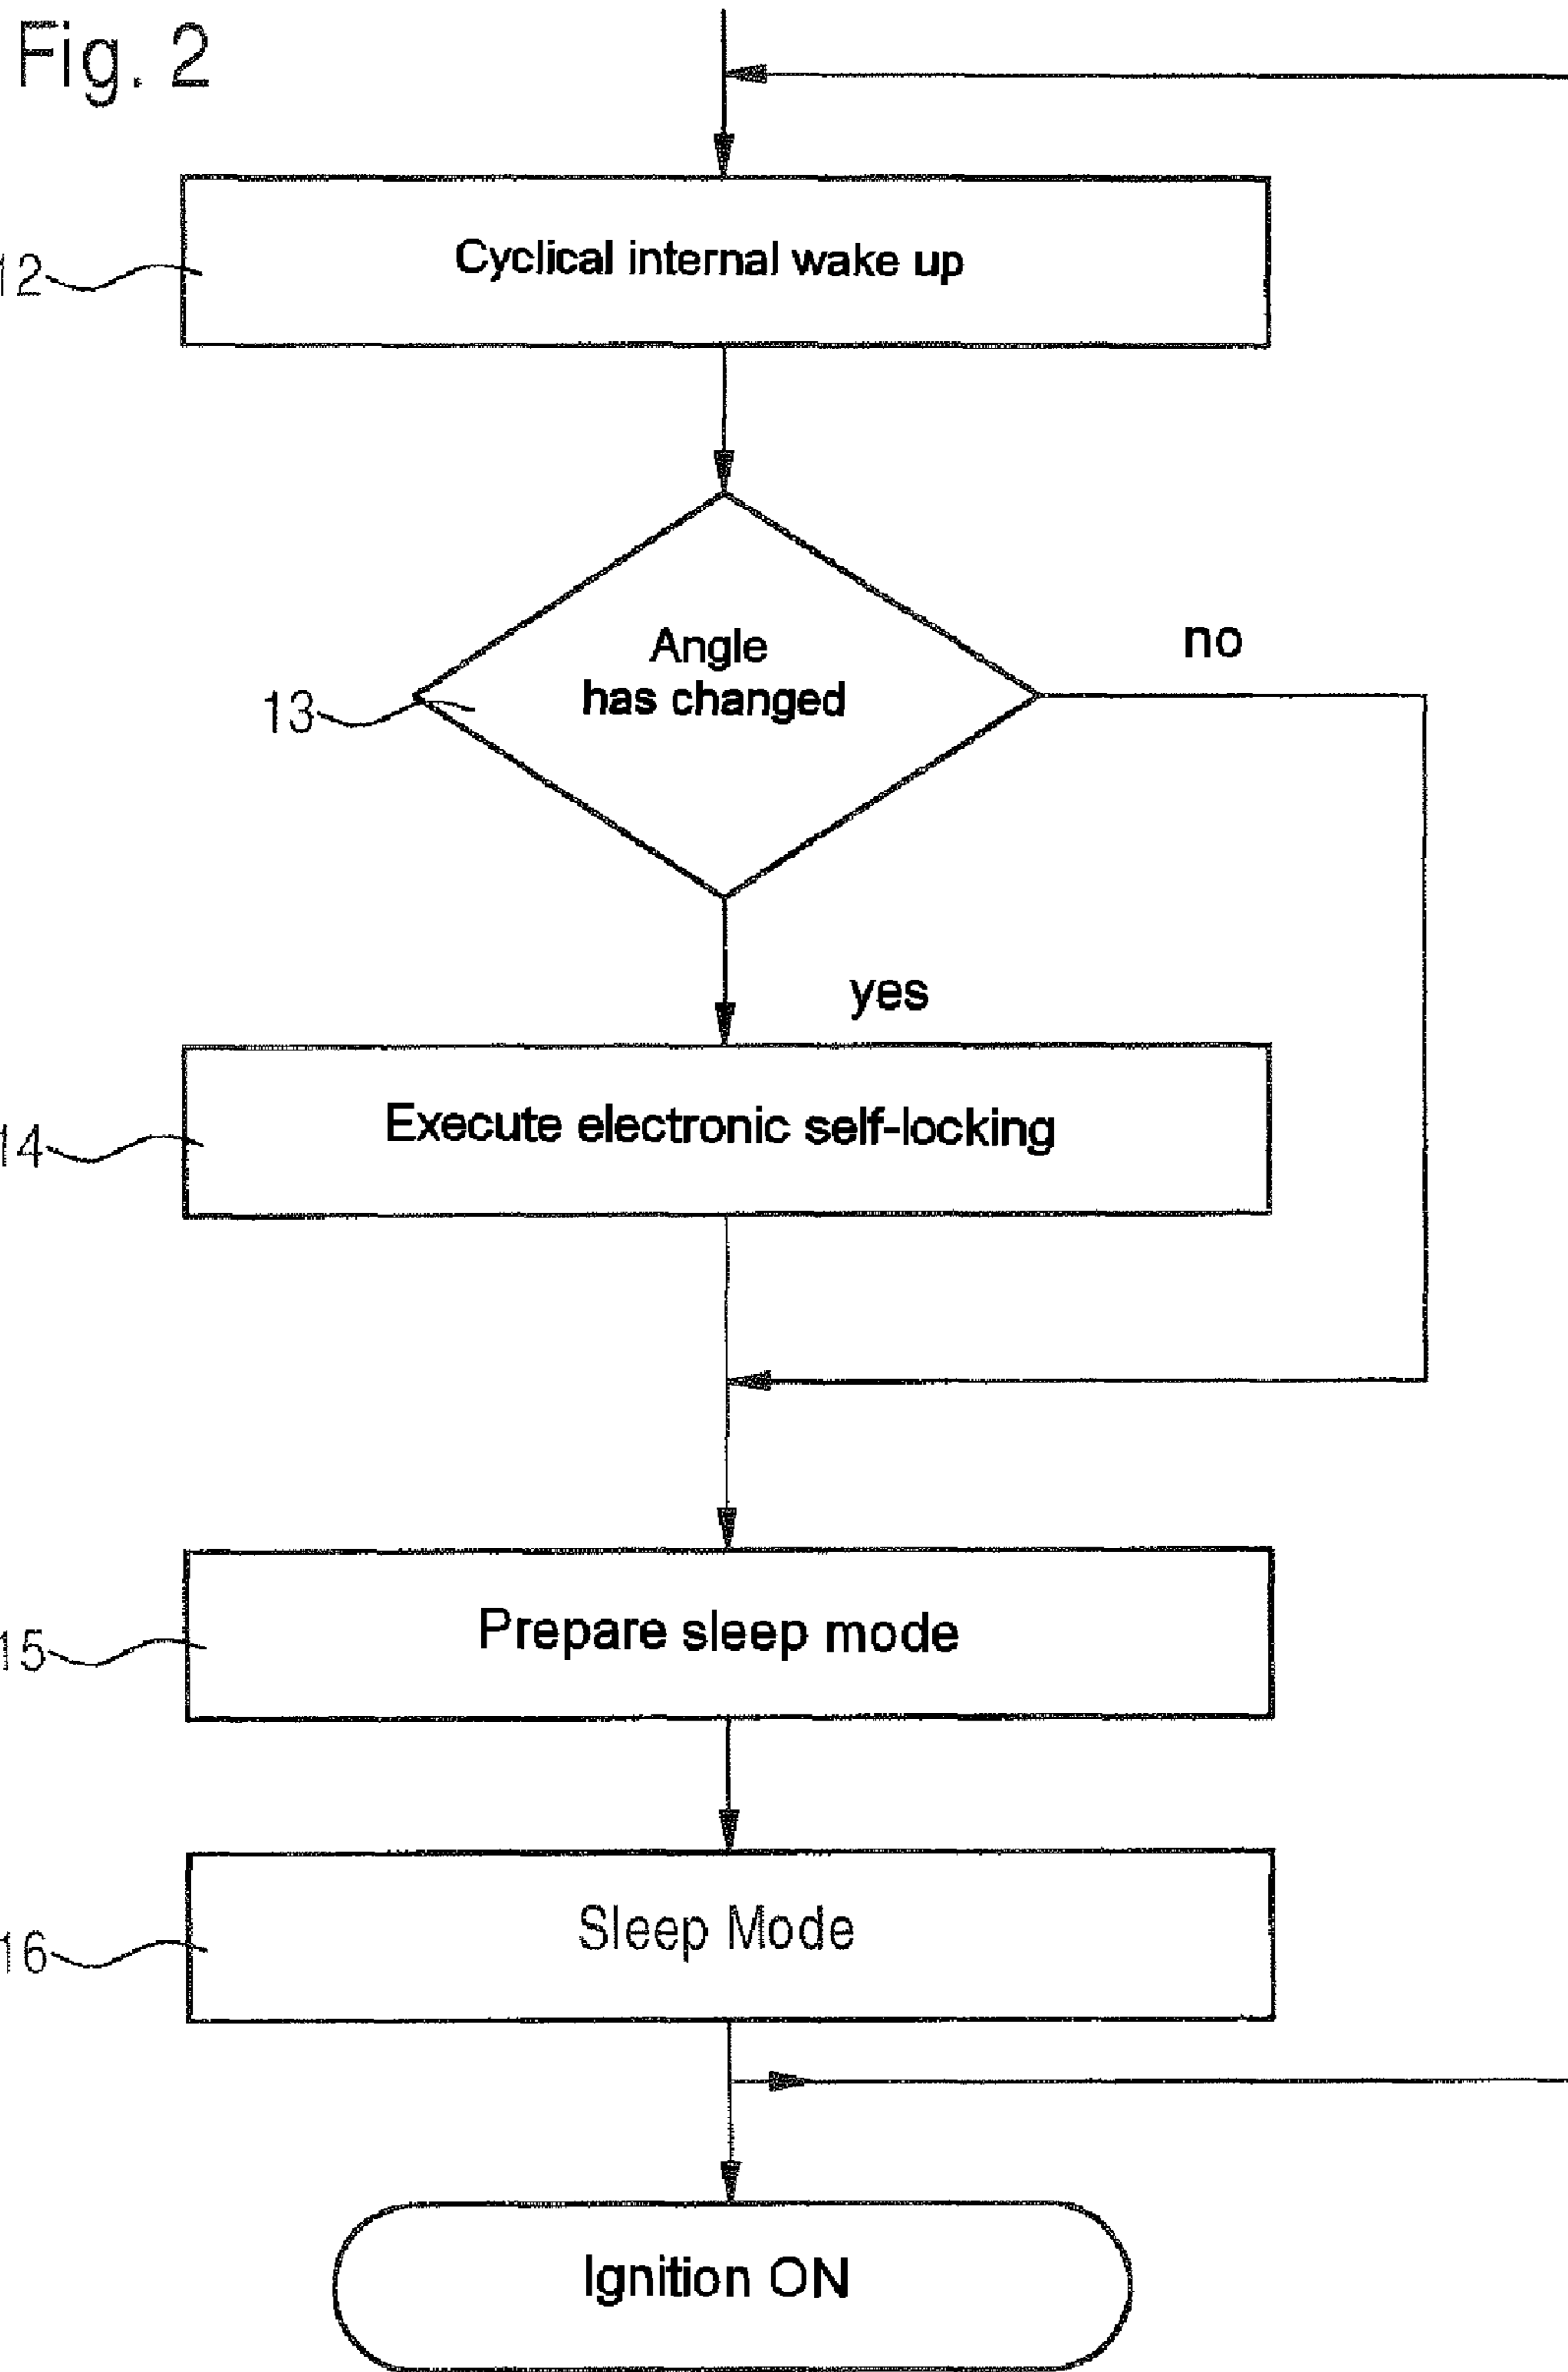 Fig. 2
12
Cyclical internal wake up
Angle
has changed
no
13
yes
14
Execute electronic self-locking
15
Prepare sleep mode
16
Sleep Mode
Ignition ON